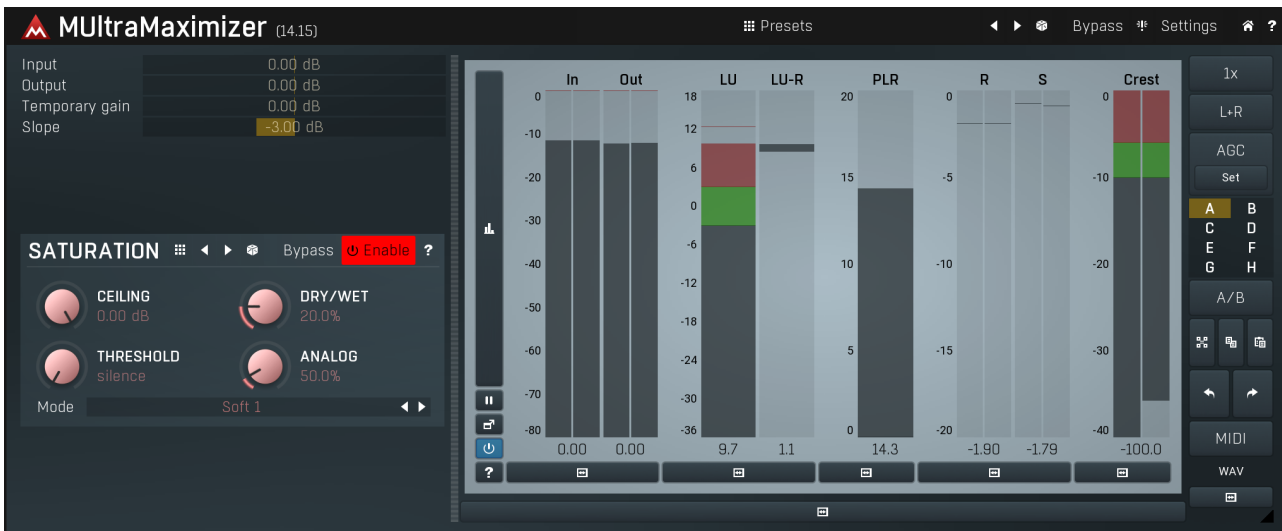 MUltraMaximizer (14.15) Presets Bypass Settings ?
Input 0.00 dB
Output 0.00 dB
Temporary gain 0.00 dB
Slope -3.00 dB
SATURATION Bypass Enable ?
CEILING
0.00 dB
DRY/WET
20.0%
THRESHOLD
silence
ANALOG
50.0%
Mode Soft 1
?
In Out
0
-10
-20
-30
-40
-50
-60
-70
-80
0.00 0.00
LU LU-R
18
12
6
0
-6
-12
-18
-24
-30
-36
9.7 1.1
PLR
20
15
10
5
0
14.3
R S
0
-5
-10
-15
-20
-1.90 -1.79
Crest
0
-10
-20
-30
-40
-100.0
1x
L+R
AGC
Set
A B
C D
E F
G H
A/B
MIDI
WAV